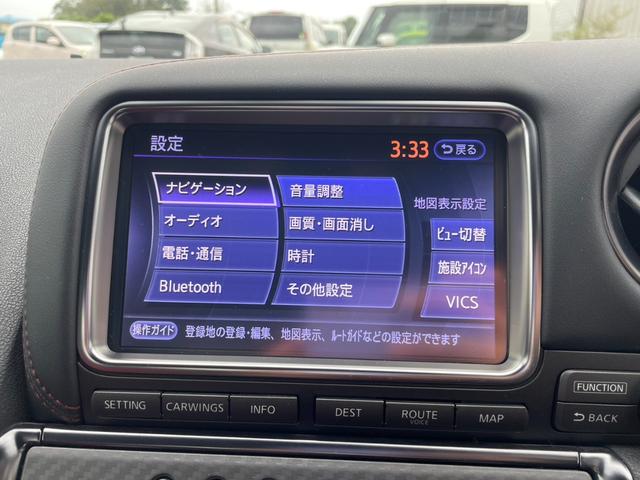 設定
3:33
戻る
ナビゲーション
音量調整
地図表示設定
オーディオ
画質・画面消し
ビュー切替
電話・通信
時計
施設アイコン
Bluetooth
その他設定
VICS
操作ガイド 登録地の登録・編集、地図表示、ルートガイドなどの設定ができます
SETTING
CARWINGS
INFO
DEST
ROUTE
VOICE
MAP
FUNCTION
BACK